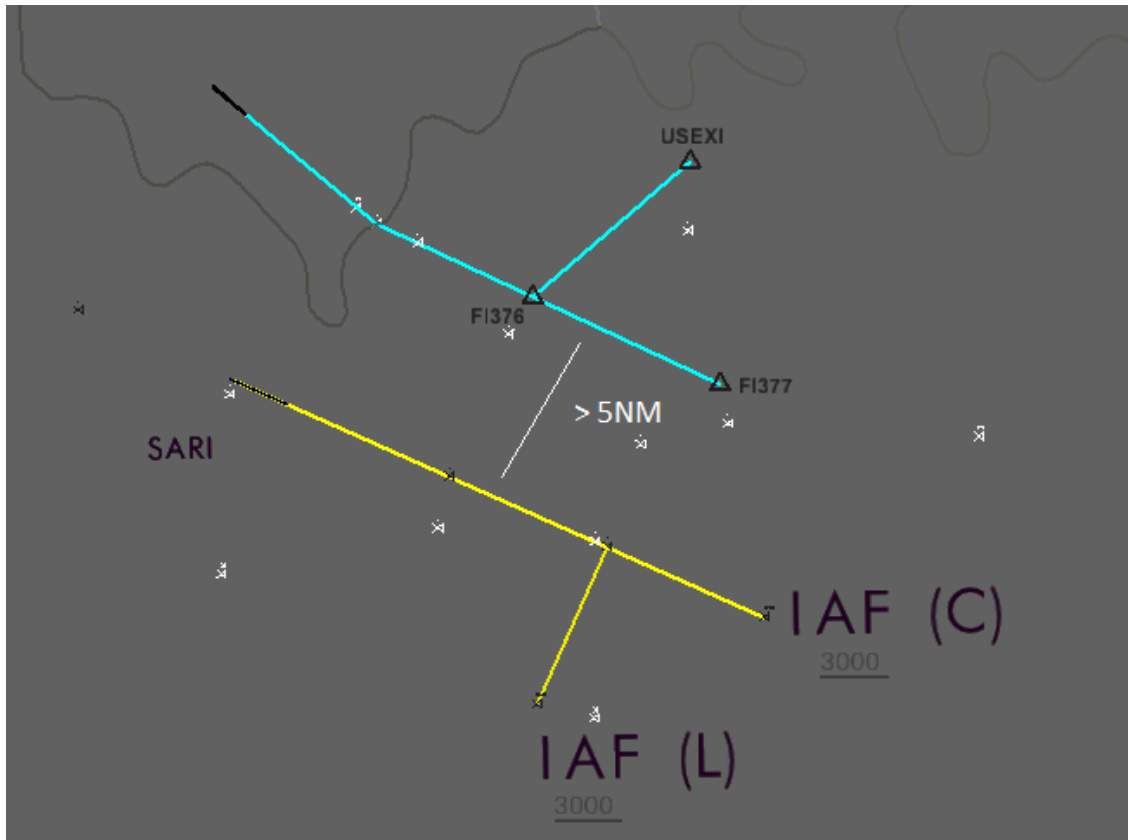 USEXI
FI376
FI377
> 5NM
SARI
IAF (C)
3000
IAF (L)
3000